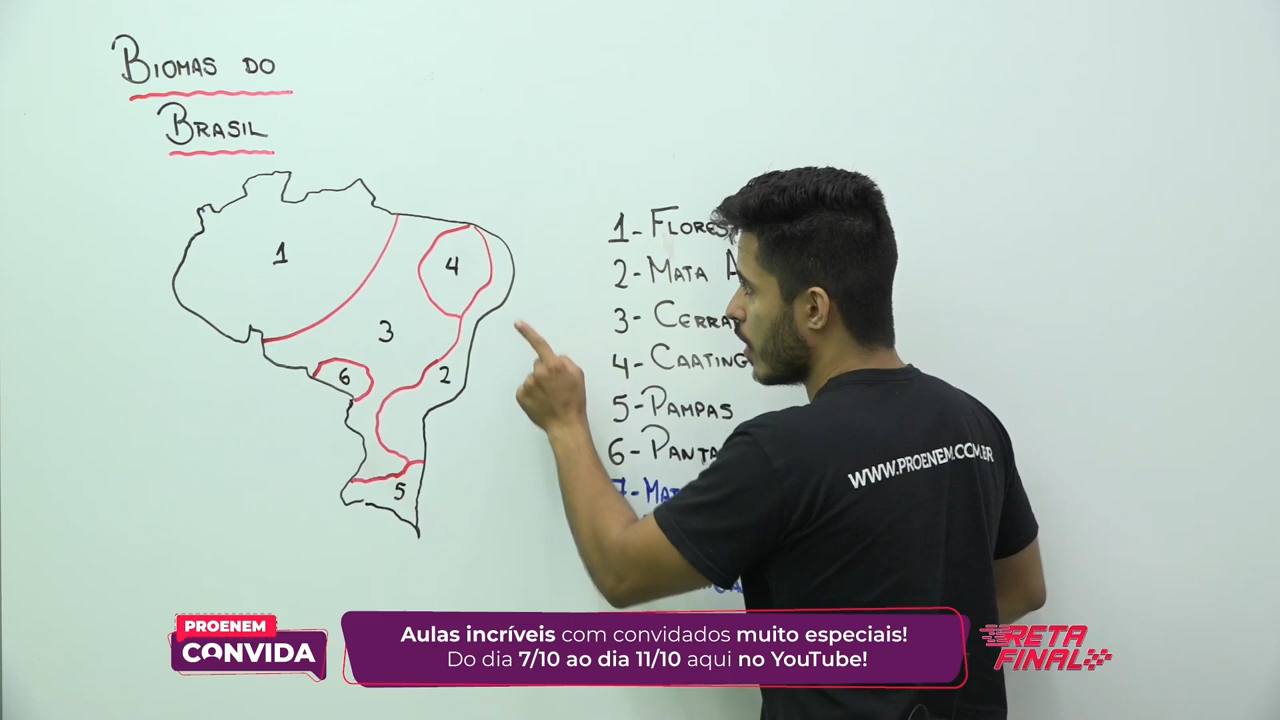 BIOMAS DO
BRASIL
1
4
3
6
2
5
1- FLORES
2- MATA A
3- CERRA
4- CAATING
5- PAMPAS
6- PANTA
7- MAT
WWW.PROENEM.COM.BR
PROENEM
CONVIDA
Aulas incríveis com convidados muito especiais!
Do dia 7/10 ao dia 11/10 aqui no YouTube!
RETA
FINAL